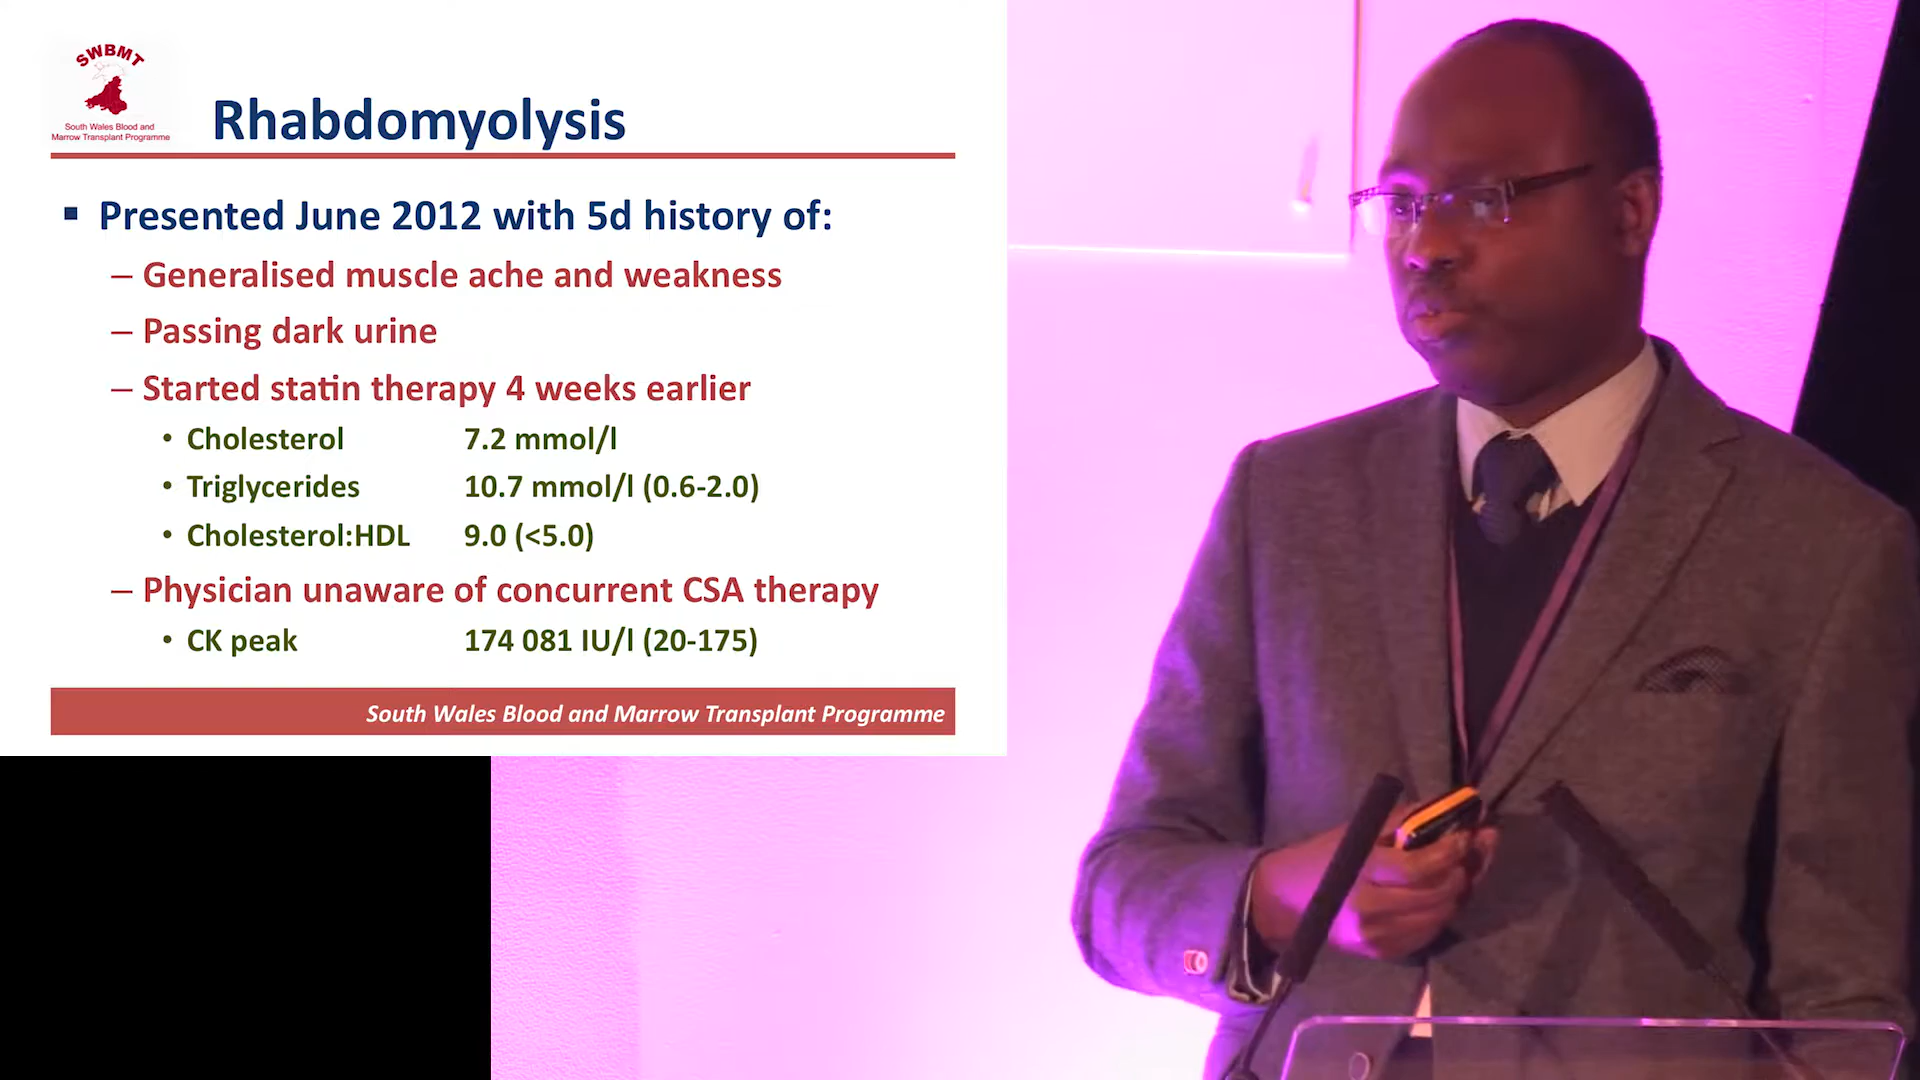 SWBMT
South Wales Blood and
Marrow Transplant Programme
Rhabdomyolysis
▪ Presented June 2012 with 5d history of:
– Generalised muscle ache and weakness
– Passing dark urine
– Started statin therapy 4 weeks earlier
• Cholesterol 7.2 mmol/l
• Triglycerides 10.7 mmol/l (0.6-2.0)
• Cholesterol:HDL 9.0 (<5.0)
– Physician unaware of concurrent CSA therapy
• CK peak 174 081 IU/l (20-175)
South Wales Blood and Marrow Transplant Programme